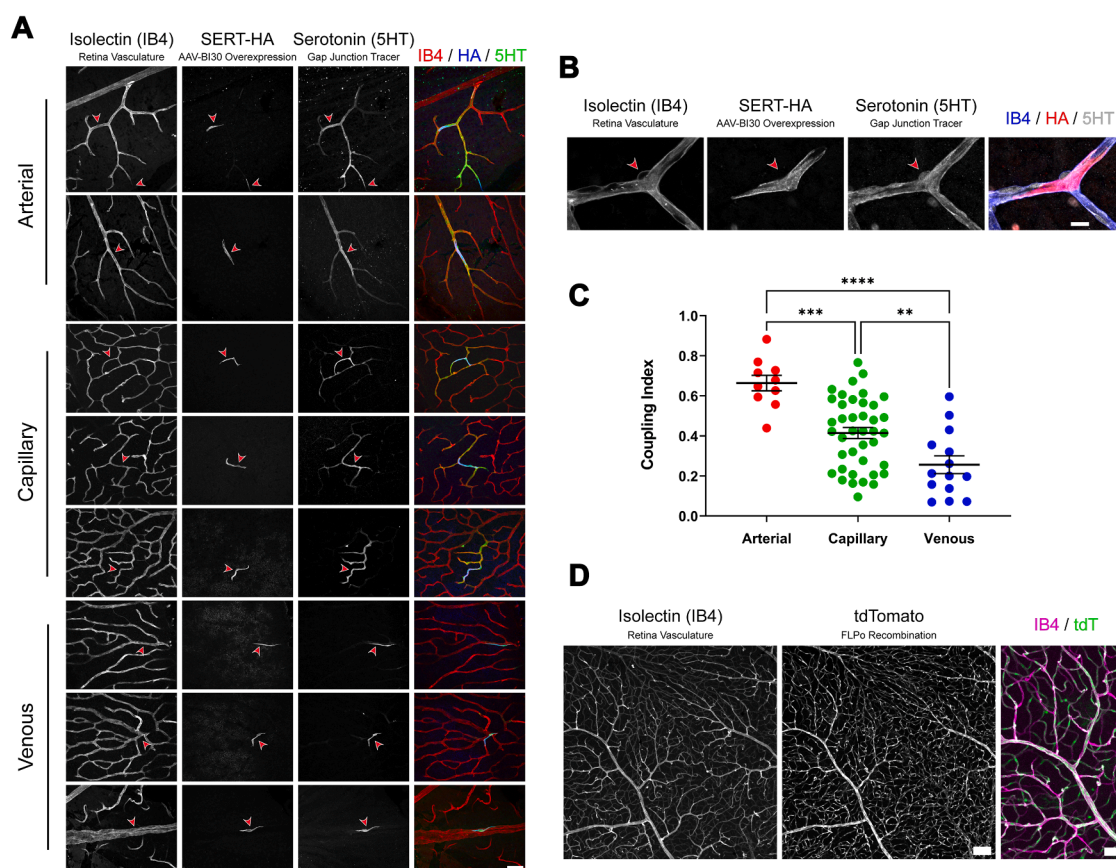 A
Isolectin (IB4)
Retina Vasculature
SERT-HA
AAV-BI30 Overexpression
Serotonin (5HT)
Gap Junction Tracer
IB4 / HA / 5HT
Arterial
Capillary
Venous
B
Isolectin (IB4)
Retina Vasculature
SERT-HA
AAV-BI30 Overexpression
Serotonin (5HT)
Gap Junction Tracer
IB4 / HA / 5HT
C
****
*** **
1.0
0.8
0.6
0.4
0.2
0.0
Coupling Index
Arterial Capillary Venous
D
Isolectin (IB4)
Retina Vasculature
tdTomato
FLPo Recombination
IB4 / tdT